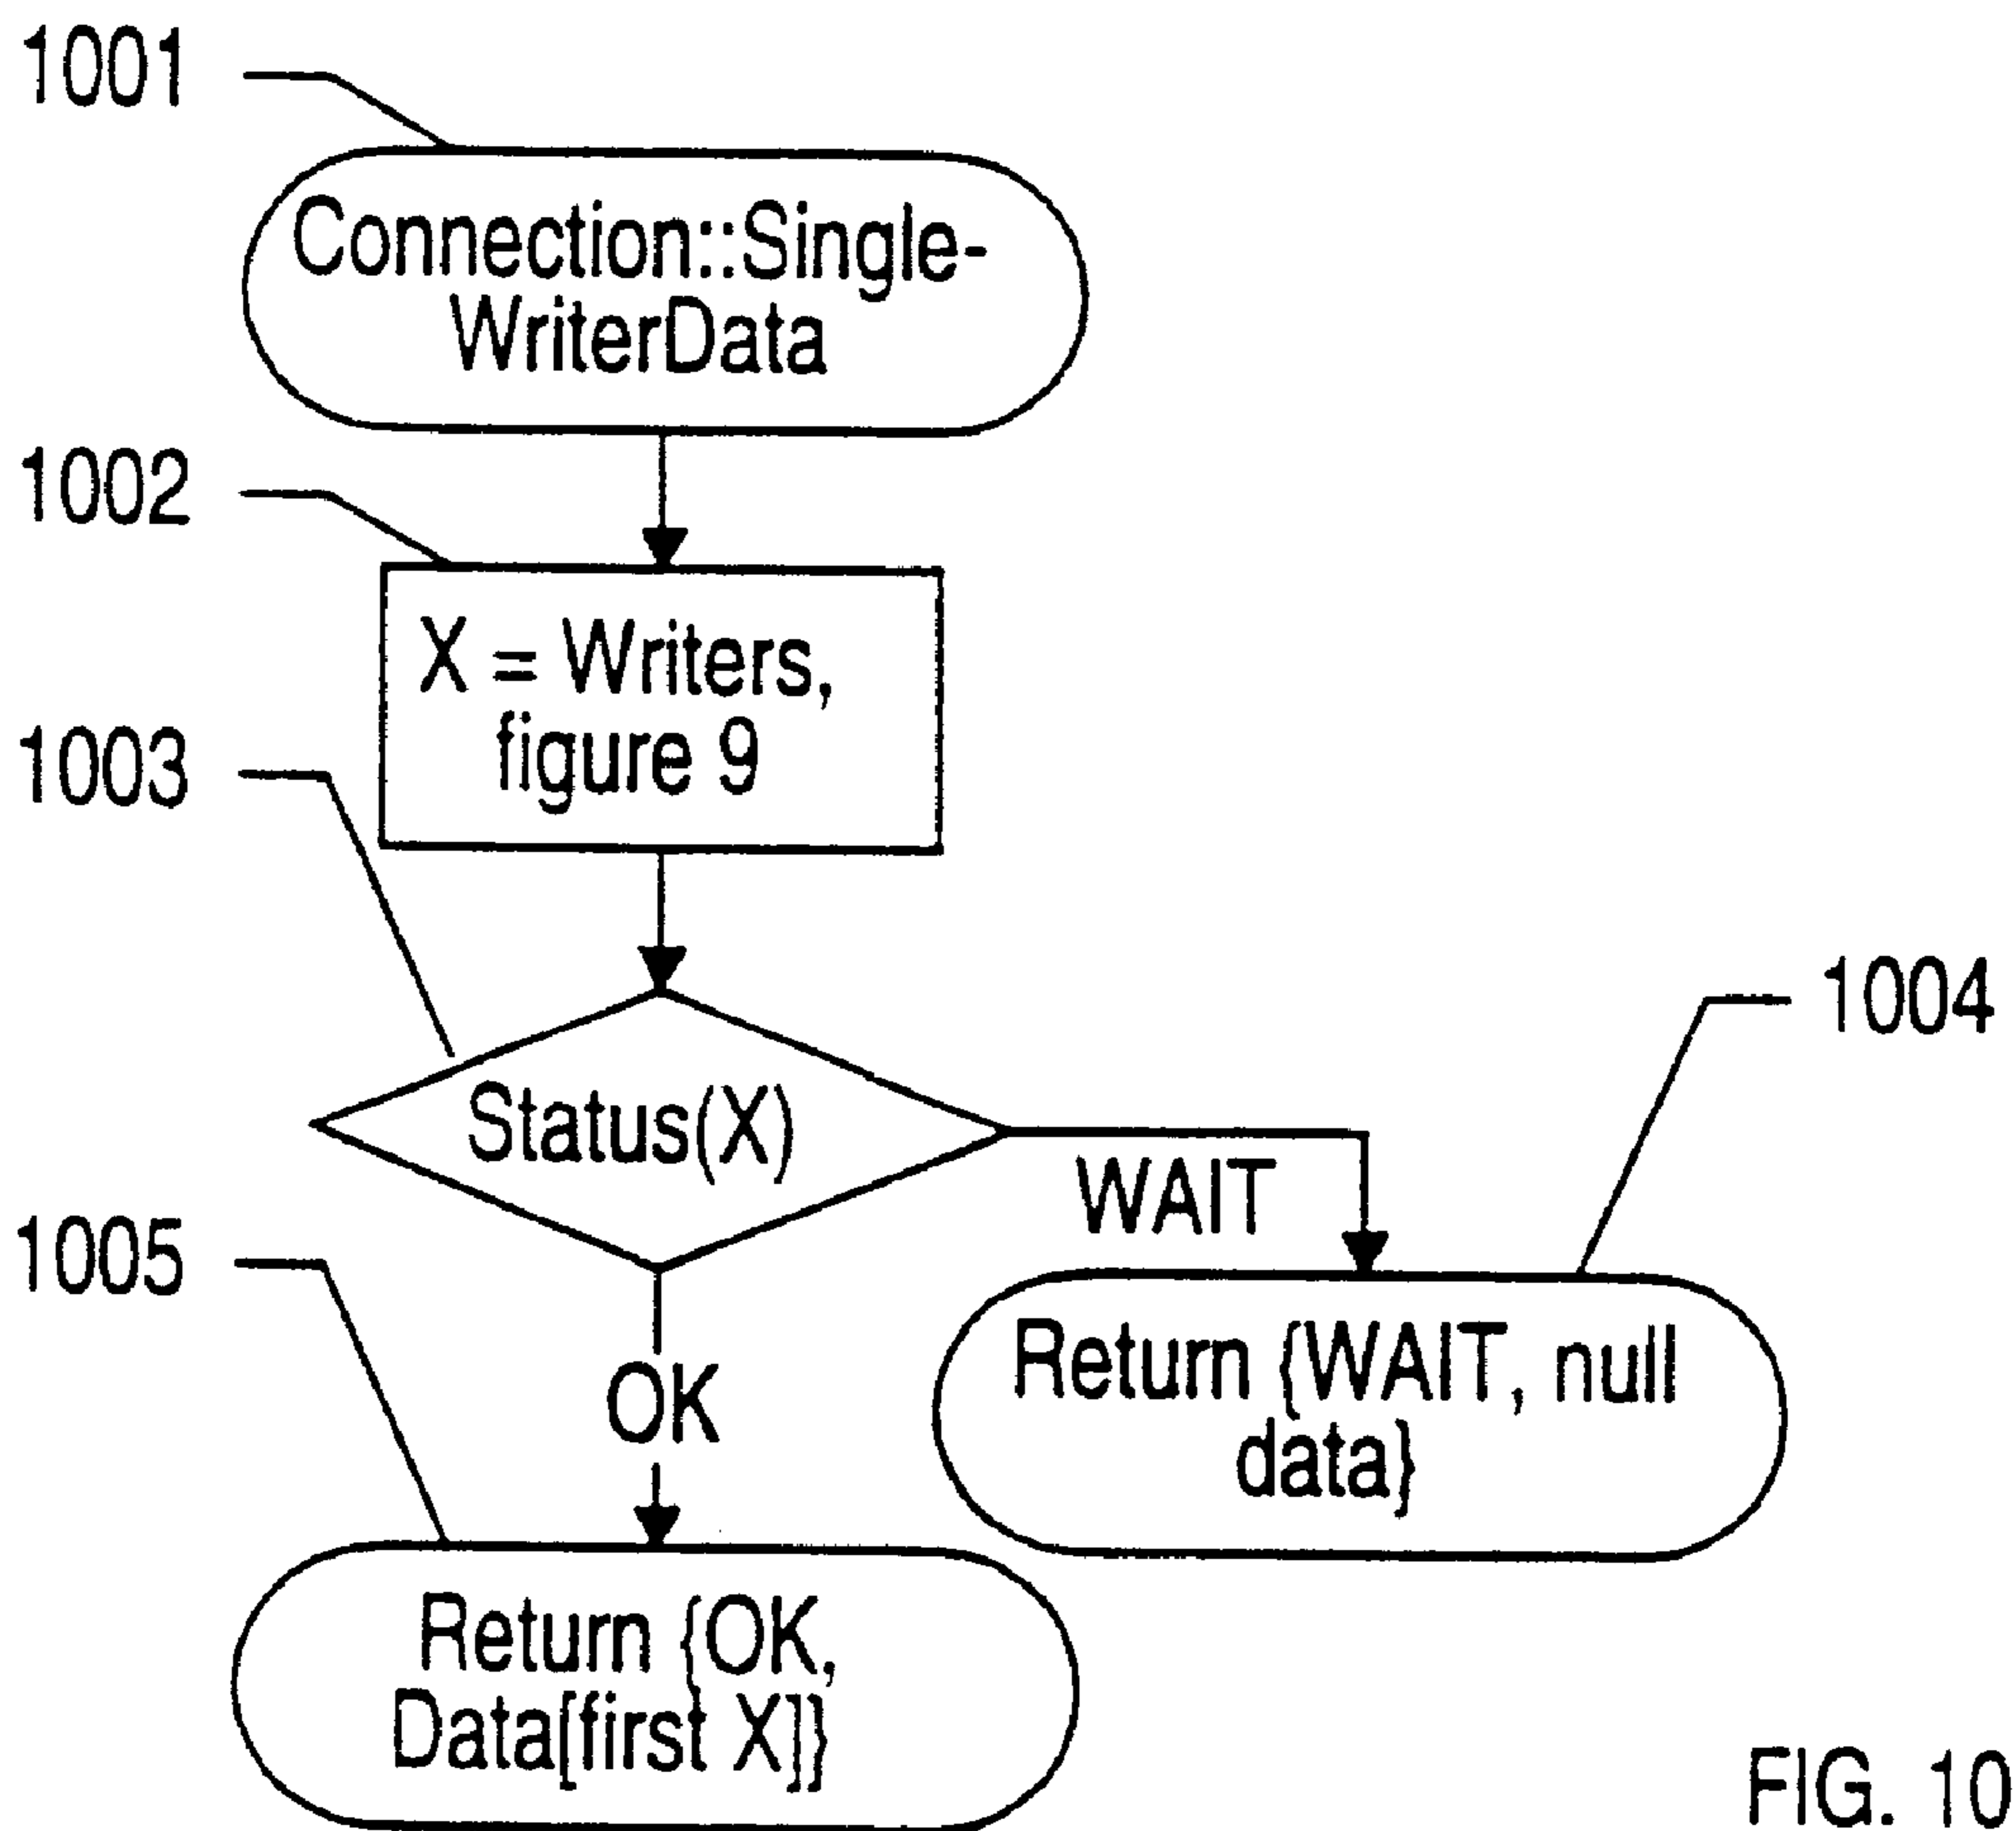 1001
Connection::Single-
WriterData
1002
X = Writers,
figure 9
1003
Status(X)
1004
WAIT
1005
OK
Return {WAIT, null
data}
Return {OK,
Data[first X]}
FIG. 10